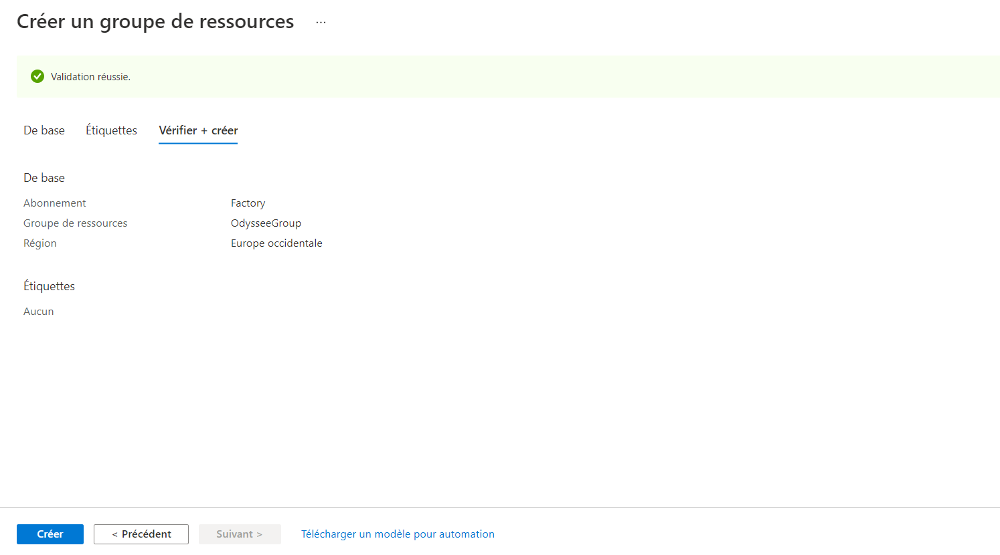 Créer un groupe de ressources ...
Validation réussie.
De base Étiquettes Vérifier + créer
De base
Abonnement Factory
Groupe de ressources OdysseeGroup
Région Europe occidentale
Étiquettes
Aucun
Créer < Précédent Suivant > Télécharger un modèle pour automation